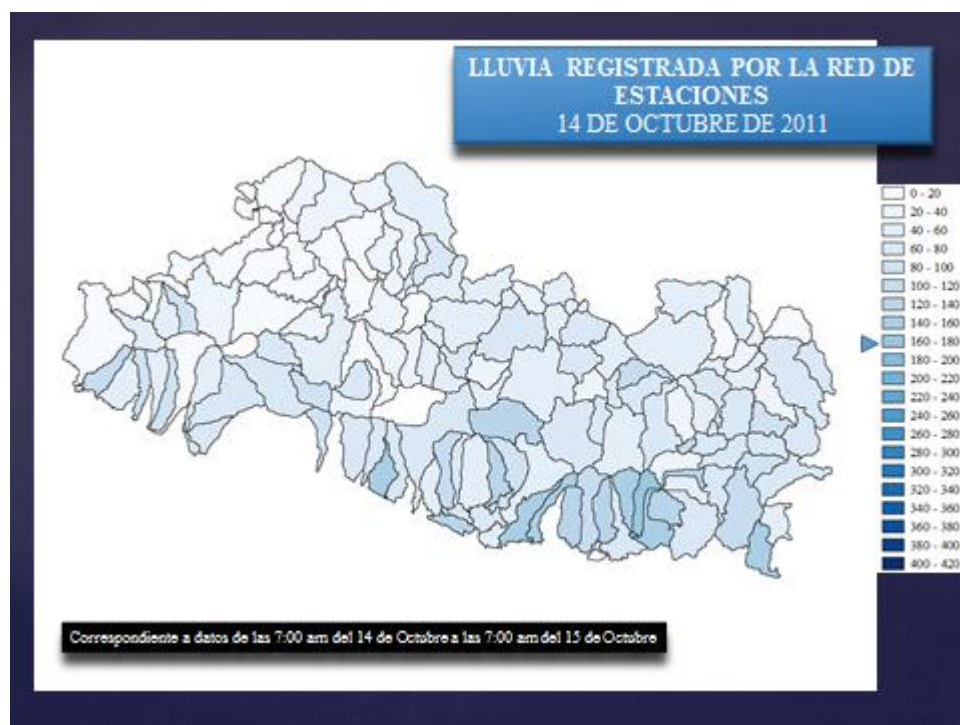 LLUVIA REGISTRADA POR LA RED DE
ESTACIONES
14 DE OCTUBRE DE 2011
0 - 20
20 - 40
40 - 60
60 - 80
80 - 100
100 - 120
120 - 140
140 - 160
160 - 180
180 - 200
200 - 220
220 - 240
240 - 260
260 - 280
280 - 300
300 - 320
320 - 340
340 - 360
360 - 380
380 - 400
400 - 420
Correspondiente a datos de las 7:00 am del 14 de Octubre a las 7:00 am del 15 de Octubre